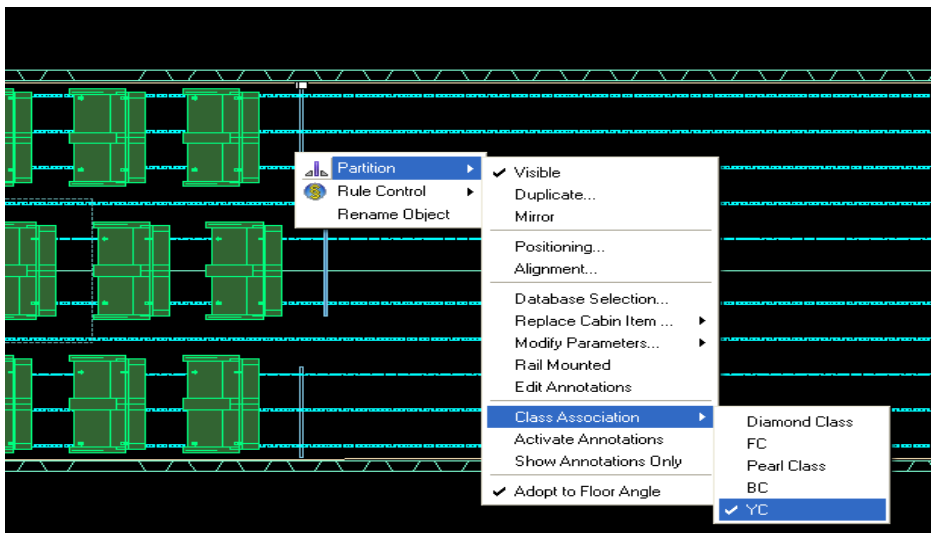 Partition
Rule Control
Rename Object
Visible
Duplicate...
Mirror
Positioning...
Alignment...
Database Selection...
Replace Cabin Item ...
Modify Parameters...
Rail Mounted
Edit Annotations
Class Association
Activate Annotations
Show Annotations Only
Adopt to Floor Angle
Diamond Class
FC
Pearl Class
BC
YC